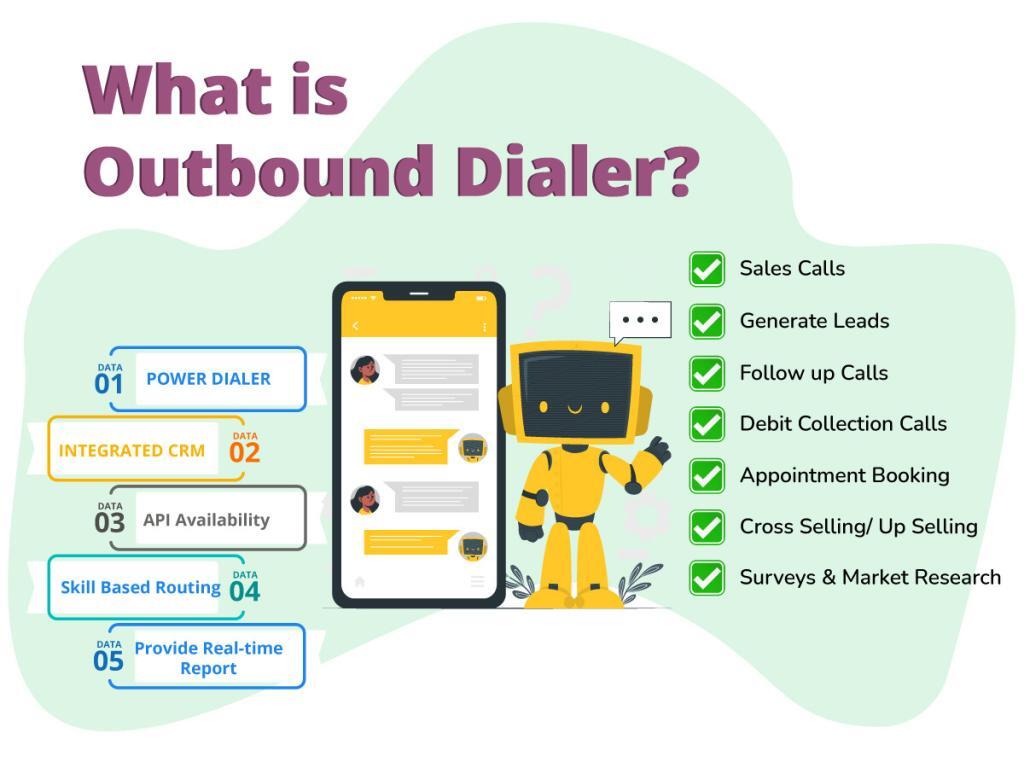 What is
Outbound Dialer?
DATA
01
POWER DIALER
INTEGRATED CRM
DATA
02
DATA
03
API Availability
Skill Based Routing
DATA
04
DATA
05
Provide Real-time
Report
Sales Calls
Generate Leads
Follow up Calls
Debit Collection Calls
Appointment Booking
Cross Selling/ Up Selling
Surveys & Market Research